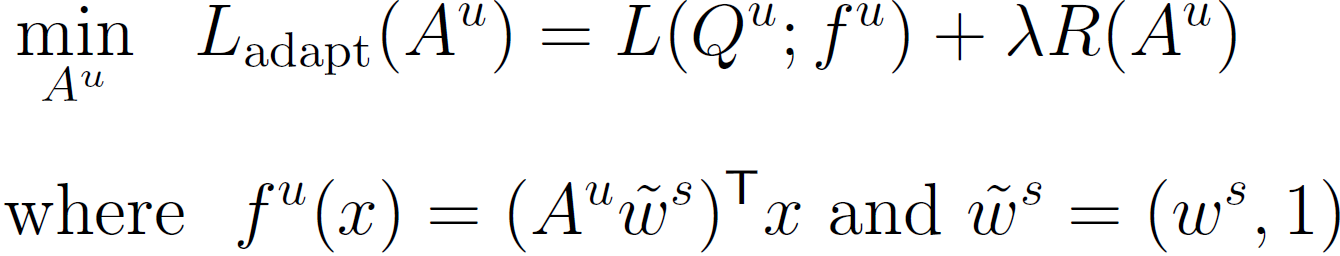 min_{A^u} L_adapt(A^u) = L(Q^u; f^u) + λR(A^u)
where f^u(x) = (A^u w̃^s)^⊤ x and w̃^s = (w^s, 1)